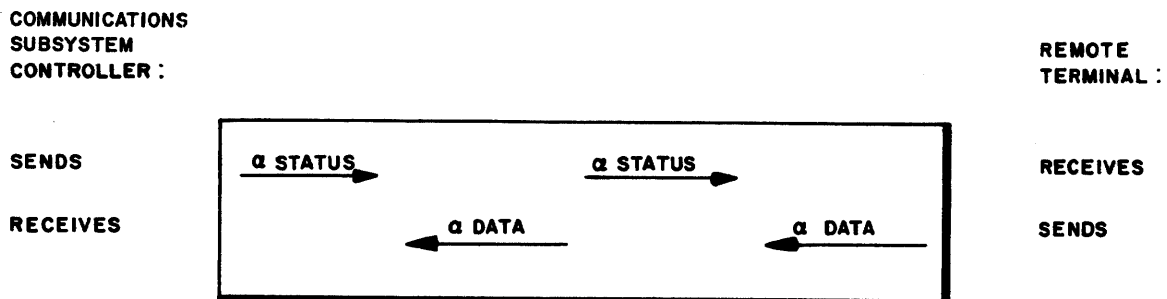 COMMUNICATIONS
SUBSYSTEM
CONTROLLER :
REMOTE
TERMINAL :
SENDS
α STATUS
α STATUS
RECEIVES
RECEIVES
α DATA
α DATA
SENDS